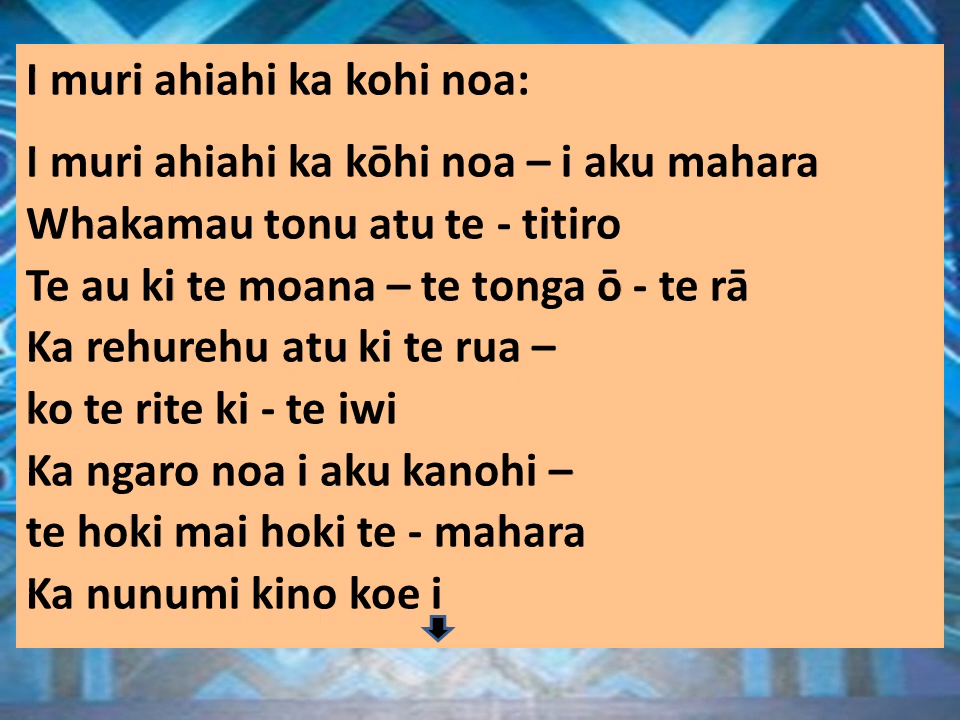 I muri ahiahi ka kohi noa:
I muri ahiahi ka kōhi noa – i aku mahara
Whakamau tonu atu te - titiro
Te au ki te moana – te tonga ō - te rā
Ka rehurehu atu ki te rua –
ko te rite ki - te iwi
Ka ngaro noa i aku kanohi –
te hoki mai hoki te - mahara
Ka nunumi kino koe i